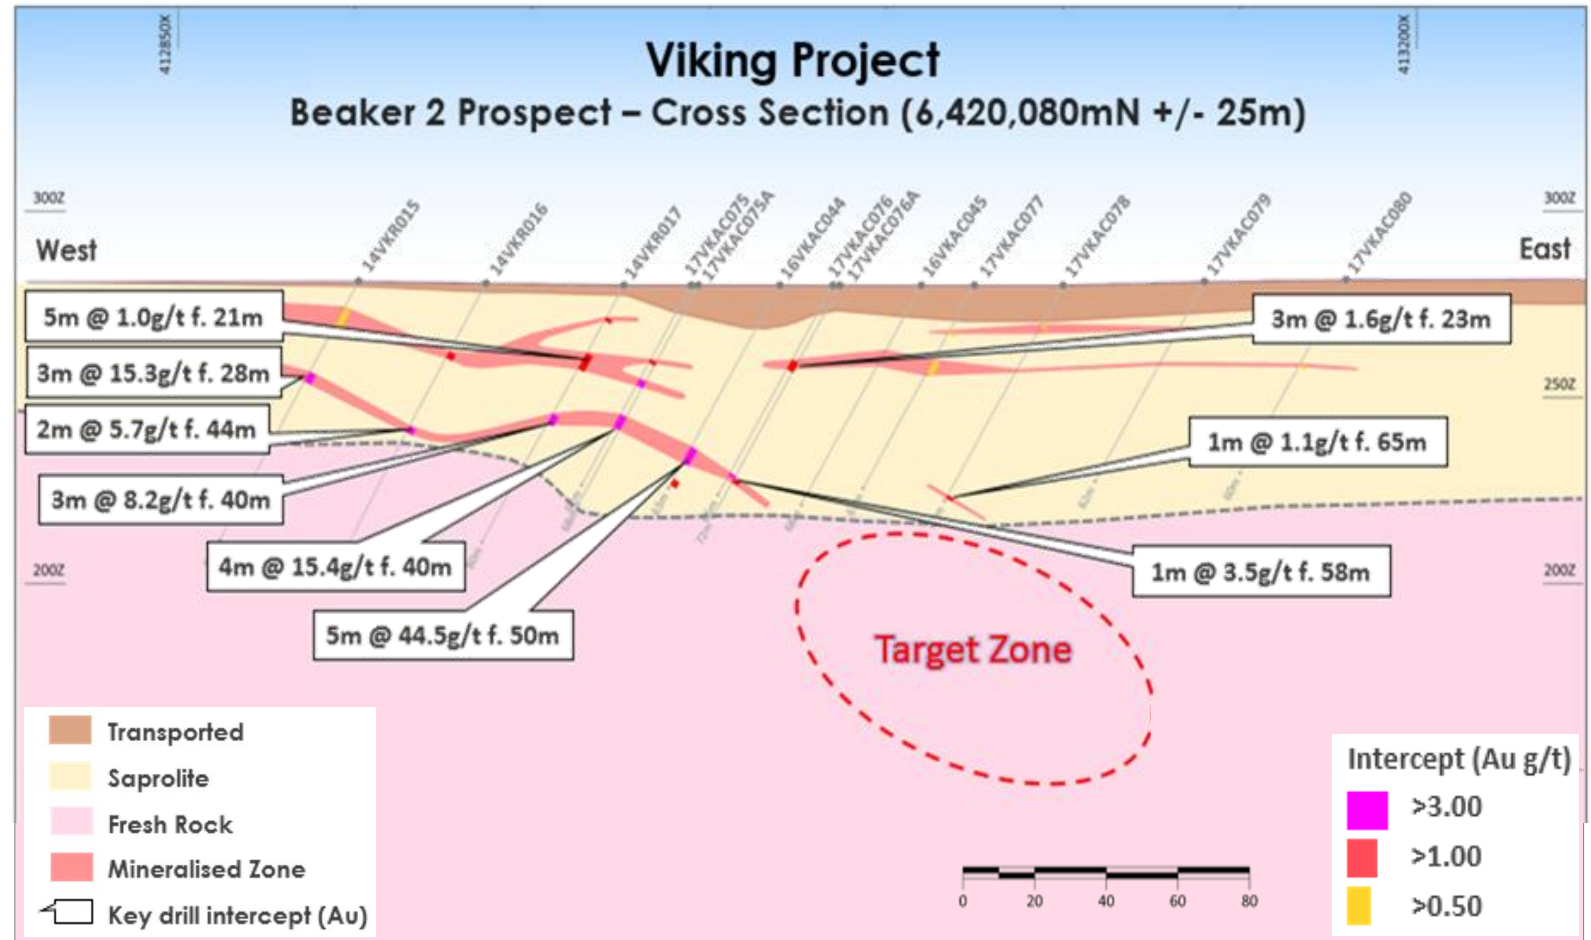 412850X
413200X
Viking Project
Beaker 2 Prospect – Cross Section (6,420,080mN +/- 25m)
300Z
300Z
West
East
14VKR015
14VKR016
14VKR017
17VKAC075
17VKAC075A
16VKAC044
17VKAC076
17VKAC076A
16VKAC045
17VKAC077
17VKAC078
17VKAC079
17VKAC080
5m @ 1.0g/t f. 21m
3m @ 1.6g/t f. 23m
3m @ 15.3g/t f. 28m
250Z
2m @ 5.7g/t f. 44m
1m @ 1.1g/t f. 65m
3m @ 8.2g/t f. 40m
4m @ 15.4g/t f. 40m
1m @ 3.5g/t f. 58m
200Z
200Z
5m @ 44.5g/t f. 50m
Target Zone
Transported
Saprolite
Fresh Rock
Mineralised Zone
Key drill intercept (Au)
0 20 40 60 80
Intercept (Au g/t)
>3.00
>1.00
>0.50